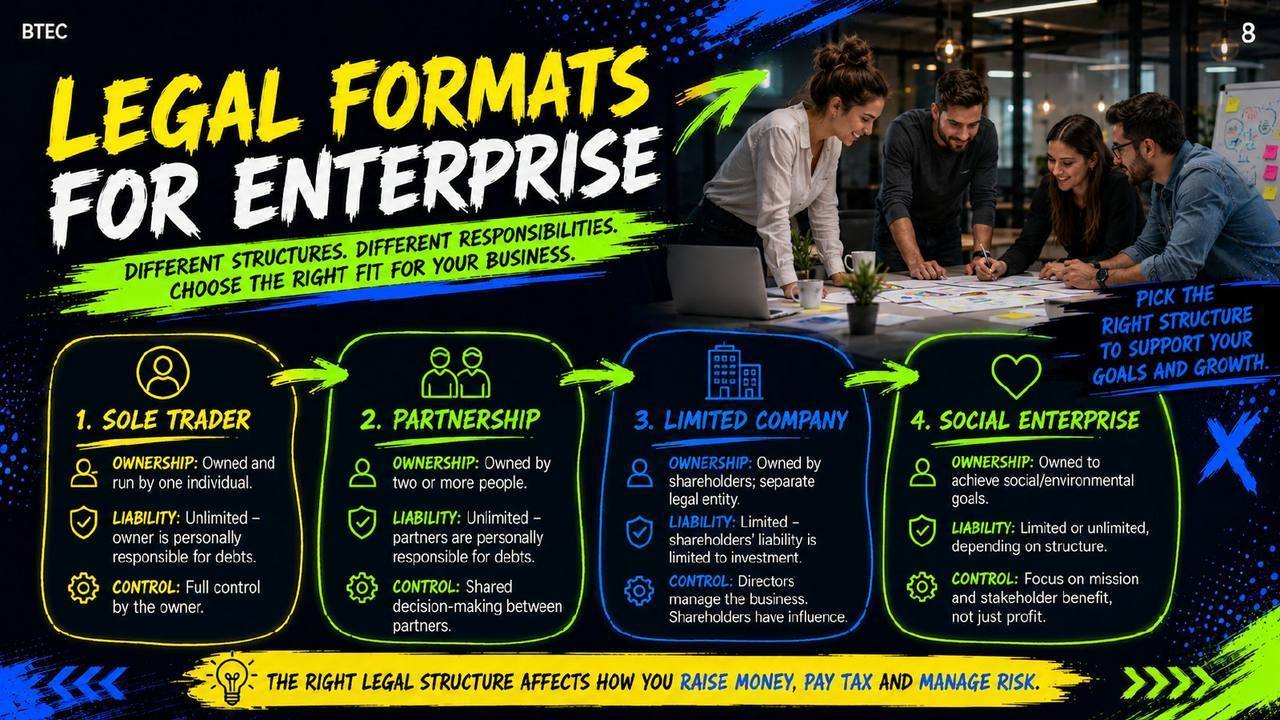 BTEC
8
LEGAL FORMATS
FOR ENTERPRISE
DIFFERENT STRUCTURES. DIFFERENT RESPONSIBILITIES.
CHOOSE THE RIGHT FIT FOR YOUR BUSINESS.
PICK THE
RIGHT STRUCTURE
TO SUPPORT YOUR
GOALS AND GROWTH.
1. SOLE TRADER
OWNERSHIP: Owned and
run by one individual.
LIABILITY: Unlimited –
owner is personally
responsible for debts.
CONTROL: Full control
by the owner.
2. PARTNERSHIP
OWNERSHIP: Owned by
two or more people.
LIABILITY: Unlimited –
partners are personally
responsible for debts.
CONTROL: Shared
decision-making between
partners.
3. LIMITED COMPANY
OWNERSHIP: Owned by
shareholders; separate
legal entity.
LIABILITY: Limited –
shareholders' liability is
limited to investment.
CONTROL: Directors
manage the business.
Shareholders have influence.
4. SOCIAL ENTERPRISE
OWNERSHIP: Owned to
achieve social/environmental
goals.
LIABILITY: Limited or unlimited,
depending on structure.
CONTROL: Focus on mission
and stakeholder benefit,
not just profit.
THE RIGHT LEGAL STRUCTURE AFFECTS HOW YOU RAISE MONEY, PAY TAX AND MANAGE RISK.